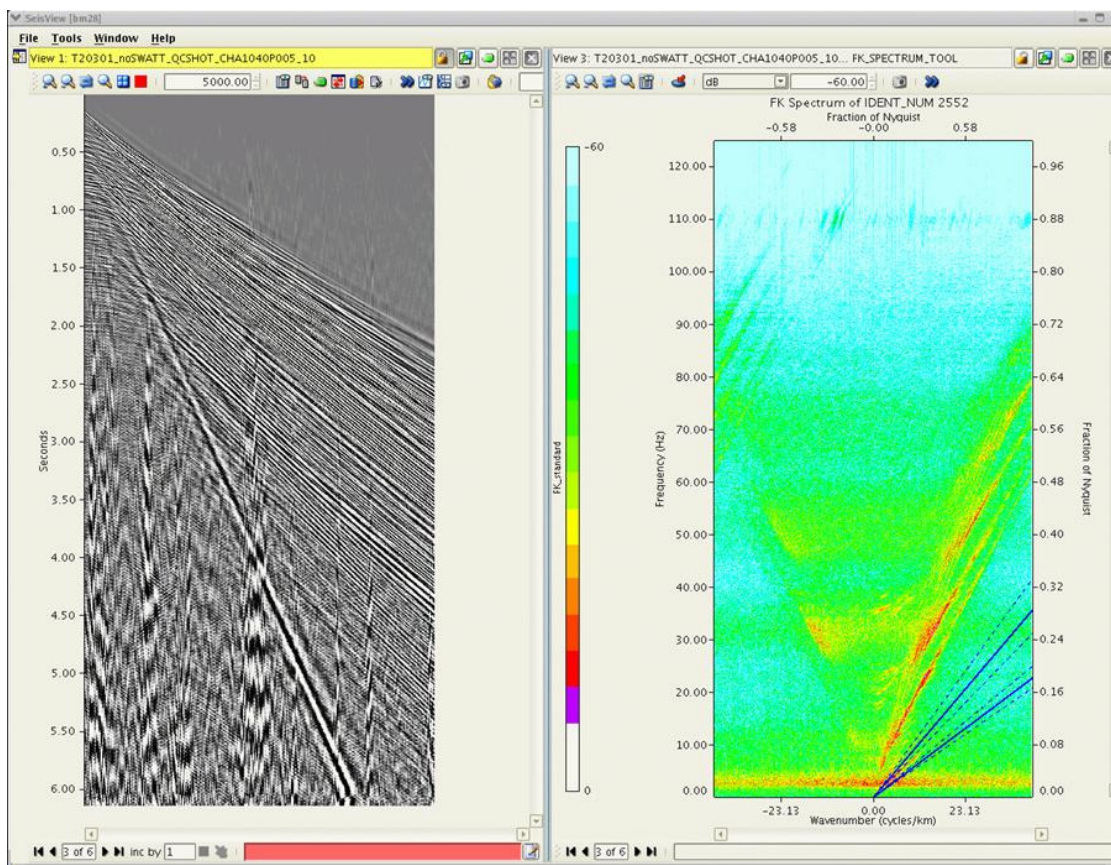 SeisView [bm28]
File Tools Window Help
View 1: T20301_noSWATT_QCSHOT_CHA1040P005_10
5000.00
0.50
1.00
1.50
2.00
2.50
3.00
3.50
4.00
4.50
5.00
5.50
6.00
Seconds
3 of 6
inc by 1
View 3: T20301_noSWATT_QCSHOT_CHA1040P005_10... FK_SPECTRUM_TOOL
dB
-60.00
FK Spectrum of IDENT_NUM 2552
Fraction of Nyquist
-0.58 -0.00 0.58
-60
0
FK_standard
120.00
110.00
100.00
90.00
80.00
70.00
60.00
50.00
40.00
30.00
20.00
10.00
0.00
Frequency (Hz)
0.96
0.88
0.80
0.72
0.64
0.56
0.48
0.40
0.32
0.24
0.16
0.08
0.00
Fraction of Nyquist
-23.13 0.00 23.13
Wavenumber (cycles/km)
3 of 6